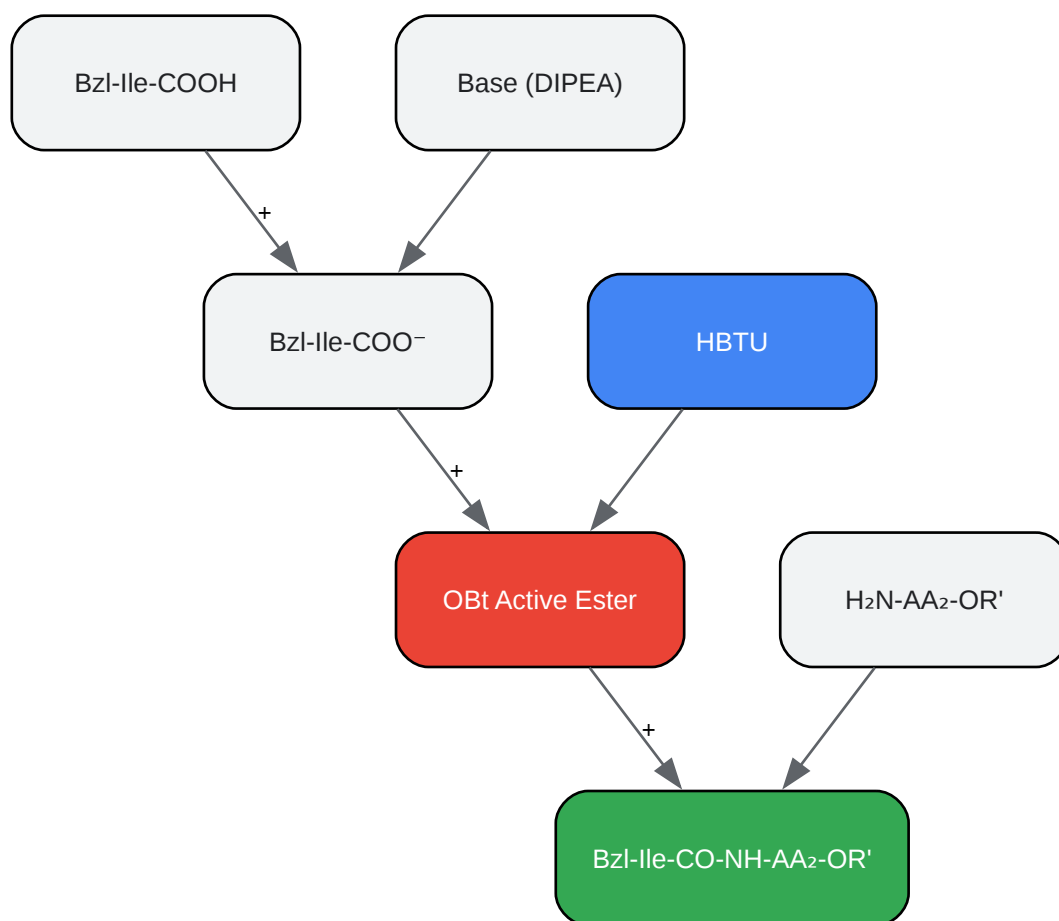 Bzl-Ile-COOH
Base (DIPEA)
+
Bzl-Ile-COO⁻
HBTU
+
OBt Active Ester
H₂N-AA₂-OR'
+
Bzl-Ile-CO-NH-AA₂-OR'